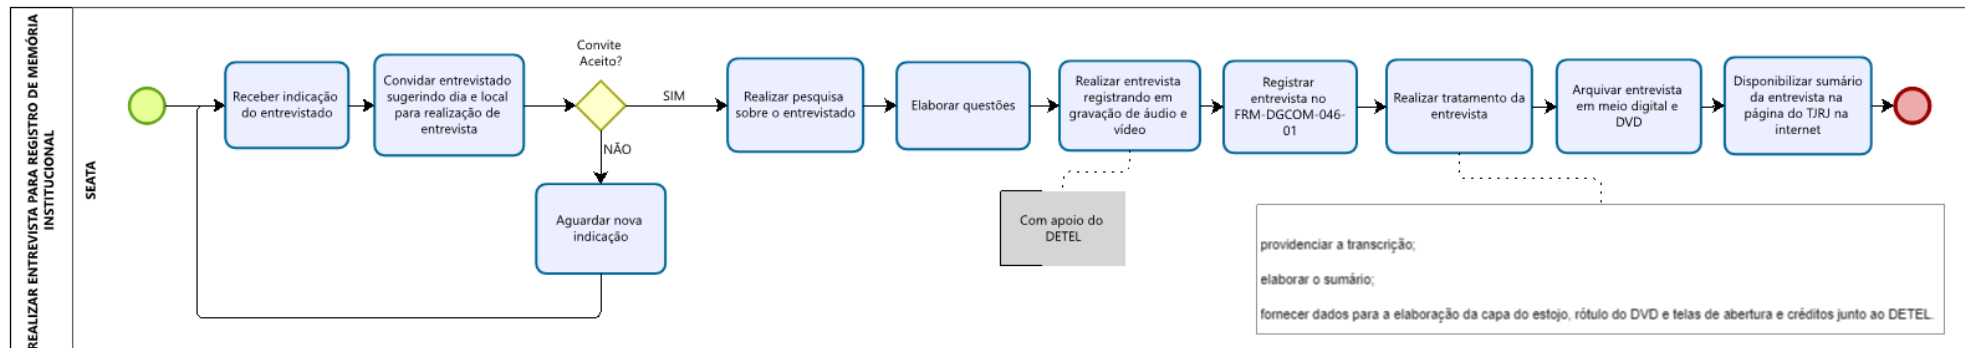 REALIZAR ENTREVISTA PARA REGISTRO DE MEMÓRIA
INSTITUCIONAL
SEATA
Receber indicação
do entrevistado
Convidar entrevistado
sugerindo dia e local
para realização de
entrevista
Convite
Aceito?
SIM
NÃO
Aguardar nova
indicação
Realizar pesquisa
sobre o entrevistado
Elaborar questões
Realizar entrevista
registrando em
gravação de áudio e
vídeo
Com apoio do
DETEL
Registrar
entrevista no
FRM-DGCOM-046-
01
Realizar tratamento da
entrevista
providenciar a transcrição;
elaborar o sumário;
fornecer dados para a elaboração da capa do estojo, rótulo do DVD e telas de abertura e créditos junto ao DETEL.
Arquivar entrevista
em meio digital e
DVD
Disponibilizar sumário
da entrevista na
página do TJRJ na
internet